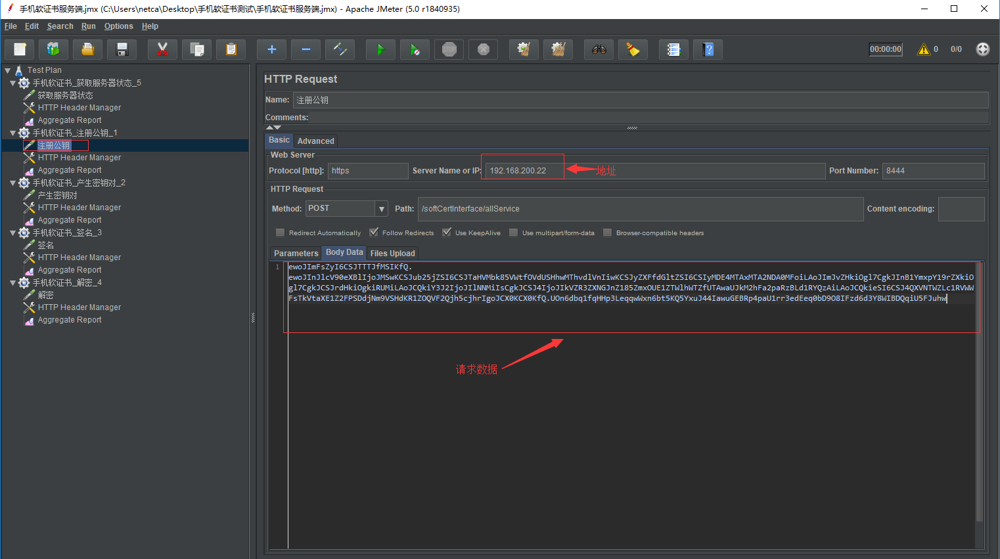 手机软证书服务端.jmx (C:\Users\netca\Desktop\手机软证书测试\手机软证书服务端.jmx) - Apache JMeter (5.0 r1840935)
File Edit Search Run Options Help
STOP
00:00:00 0 0/0
Test Plan
手机软证书_获取服务器状态_5
获取服务器状态
HTTP Header Manager
Aggregate Report
手机软证书_注册公钥_1
注册公钥
HTTP Header Manager
Aggregate Report
手机软证书_产生密钥对_2
产生密钥对
HTTP Header Manager
Aggregate Report
手机软证书_签名_3
签名
HTTP Header Manager
Aggregate Report
手机软证书_解密_4
解密
HTTP Header Manager
Aggregate Report
HTTP Request
Name: 注册公钥
Comments:
Basic Advanced
Web Server
Protocol [http]: https Server Name or IP: 192.168.200.22 地址 Port Number: 8444
HTTP Request
Method: POST Path: /softCertInterface/allService Content encoding:
Redirect Automatically Follow Redirects Use KeepAlive Use multipart/form-data Browser-compatible headers
Parameters Body Data Files Upload
1 ewoJImFsZyI6CSJTTTJfMSIKfQ.
ewoJInJlcV90eXBlIjoJMSwKCSJub25jZSI6CSJTaHVMbk85VWtfOVdUSHhwMThvdlVnIiwKCSJyZXFfdGltZSI6CSIyMDE4MTAxMTA2NDA0MFoiLAoJImJvZHkiOgl7CgkJInB1YmxpY19rZXkiO
gl7CgkJCSJrdHkiOgkiRUMiLAoJCQkiY3J2IjoJIlNNMiIsCgkJCSJ4IjoJIkVZR3ZXNGJnZ185ZmxOUE1ZTWlhWTZfUTAwaUJkM2hFa2paRzBLd1RYQzAiLAoJCQkieSI6CSJ4QXVNTWZLc1RVWW
FsTkVtaXE1Z2FPSDdjNm9VSHdKR1ZOQVF2Qjh5cjhrIgoJCX0KCX0KfQ.UOn6dbq1fqHHp3LeqqwWxn6bt5KQ5YxuJ44IawuGEBRp4paU1rr3edEeq0bD9O8IFzd6d3Y8WIBDQqiU5FJuhw
请求数据